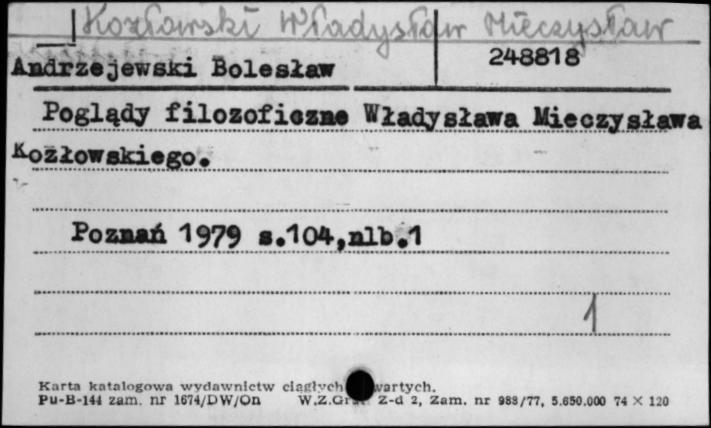 Kozłowski Władysław Mieczysław
Andrzejewski Bolesław 248818
Poglądy filozoficzne Władysława Mieczysława
Kozłowskiego.
Poznań 1979 s.104,nlb.1
1
Karta katalogowa wydawnictw ciągłych wartych.
Pu-B-144 zam. nr 1674/DW/On W.Z.Graf. Z-d 2, Zam. nr 988/77, 5.650.000 74 × 120